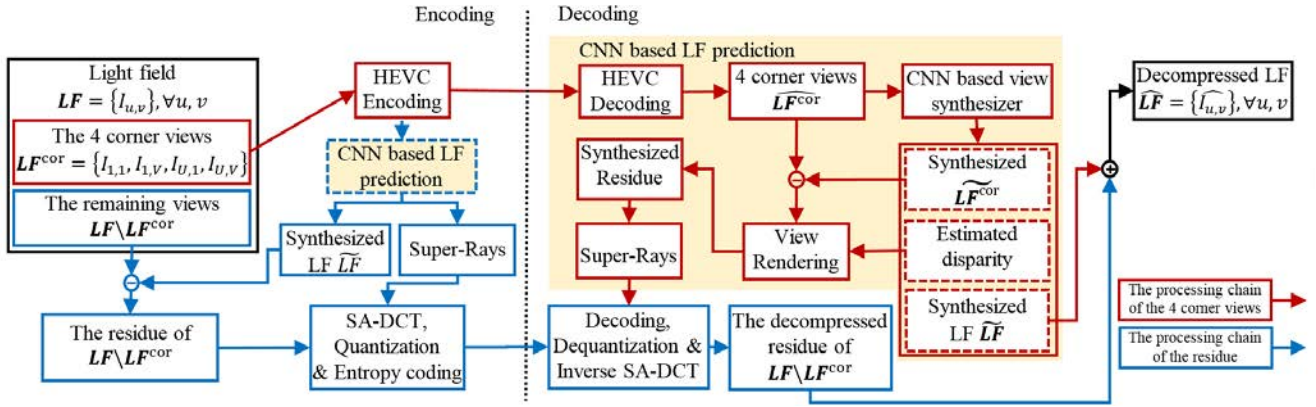 Encoding
Decoding
Light field
LF = {I_{u,v}}, ∀u, v
The 4 corner views
LF^{cor} = {I_{1,1}, I_{1,V}, I_{U,1}, I_{U,V}}
The remaining views
LF\LF^{cor}
The residue of
LF\LF^{cor}
HEVC
Encoding
CNN based LF
prediction
Synthesized
LF \widetilde{LF}
Super-Rays
SA-DCT,
Quantization
& Entropy coding
CNN based LF prediction
HEVC
Decoding
4 corner views
\widehat{LF^{cor}}
CNN based view
synthesizer
Synthesized
Residue
Synthesized
\widetilde{LF^{cor}}
Super-Rays
View
Rendering
Estimated
disparity
Synthesized
LF \widetilde{LF}
Decoding,
Dequantization &
Inverse SA-DCT
The decompressed
residue of
LF\LF^{cor}
Decompressed LF
\widehat{LF} = {\widehat{I_{u,v}}}, ∀u, v
The processing chain
of the 4 corner views
The processing chain
of the residue